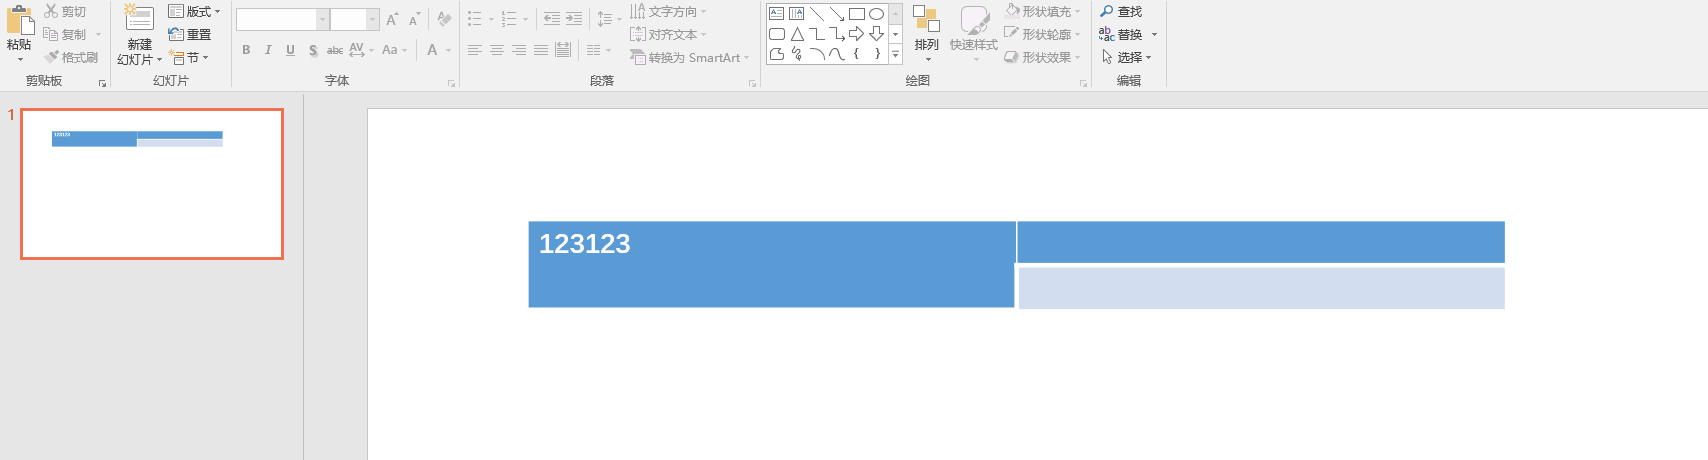 剪切
版式
文字方向
查找
复制
重置
对齐文本
形状填充
替换
粘贴
新建
幻灯片
格式刷
节
B I U S abc AV Aa A
转换为 SmartArt
排列
快速样式
形状轮廓
形状效果
选择
剪贴板
幻灯片
字体
段落
绘图
编辑
1
123123
123123